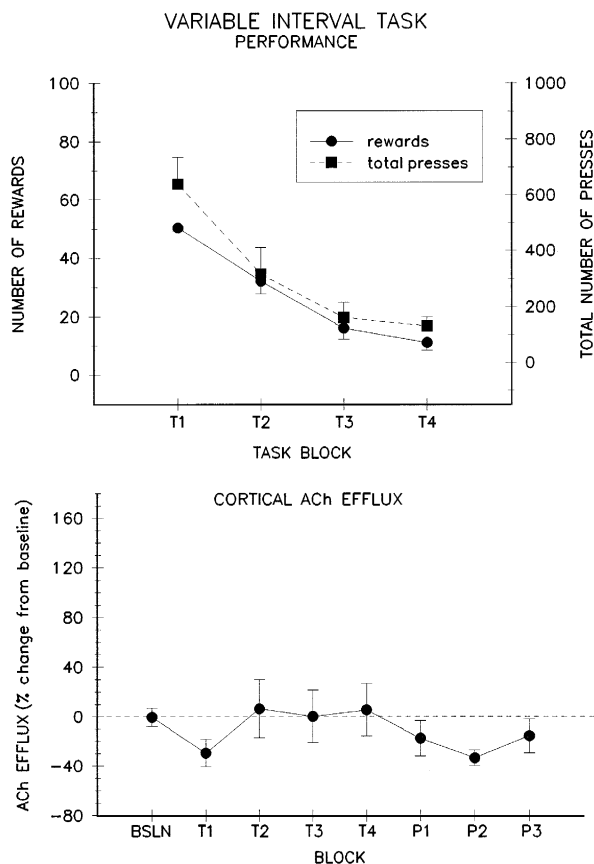 VARIABLE INTERVAL TASK
PERFORMANCE
NUMBER OF REWARDS
100
80
60
40
20
0
rewards
total presses
1000
800
600
400
200
0
TOTAL NUMBER OF PRESSES
T1 T2 T3 T4
TASK BLOCK
CORTICAL ACh EFFLUX
ACh EFFLUX (% change from baseline)
160
120
80
40
0
-40
-80
BSLN T1 T2 T3 T4 P1 P2 P3
BLOCK